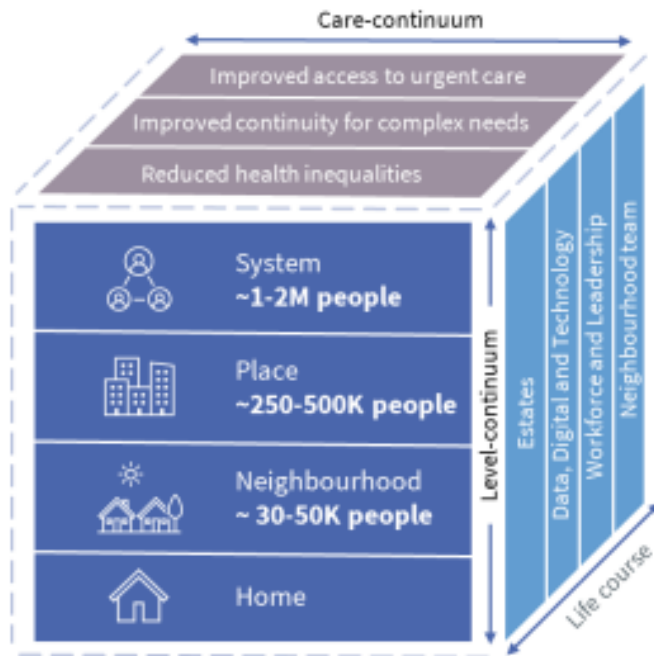 Care-continuum
Improved access to urgent care
Improved continuity for complex needs
Reduced health inequalities
System
~1-2M people
Place
~250-500K people
Neighbourhood
~ 30-50K people
Home
Level-continuum
Estates
Data, Digital and Technology
Workforce and Leadership
Neighbourhood team
Life course